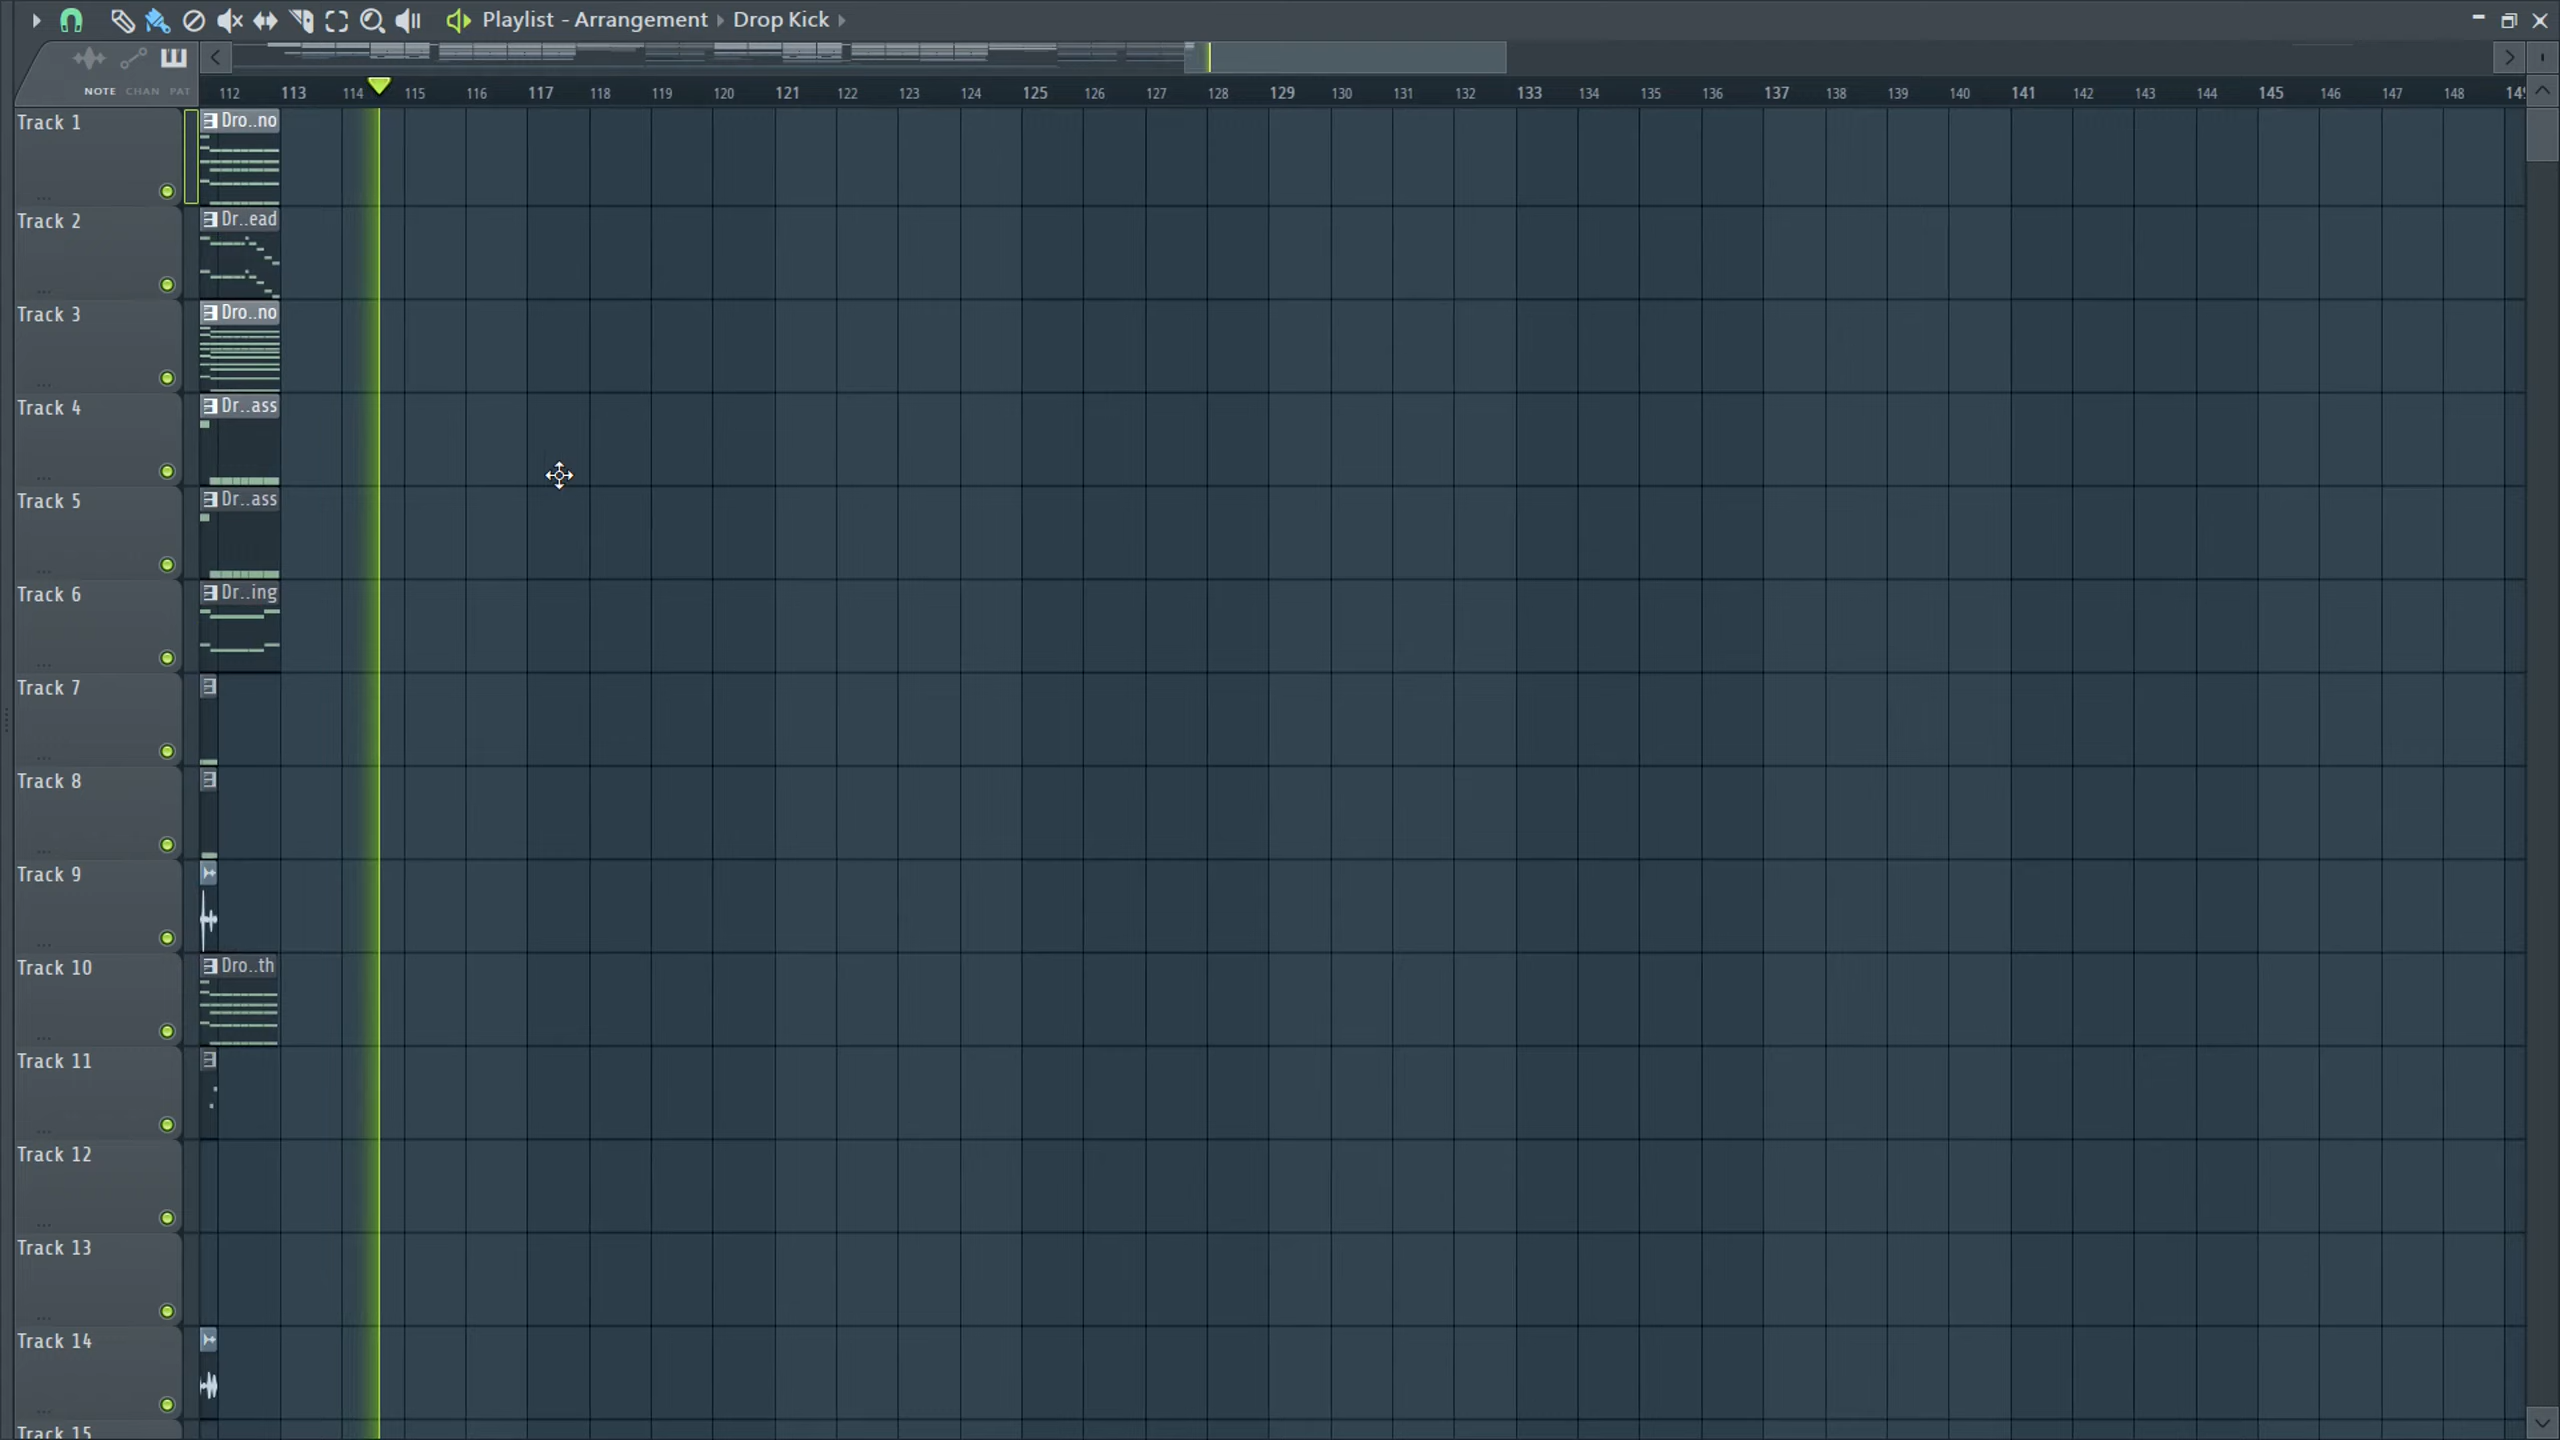 Playlist - Arrangement › Drop Kick ›
NOTE CHAN PAT
112 113 114 115 116 117 118 119 120 121 122 123 124 125 126 127 128 129 130 131 132 133 134 135 136 137 138 139 140 141 142 143 144 145 146 147 148
Track 1 Dro..no
Track 2 Dr..ead
Track 3 Dro..no
Track 4 Dr..ass
Track 5 Dr..ass
Track 6 Dr..ing
Track 7
Track 8
Track 9
Track 10 Dro..th
Track 11
Track 12
Track 13
Track 14
Track 15